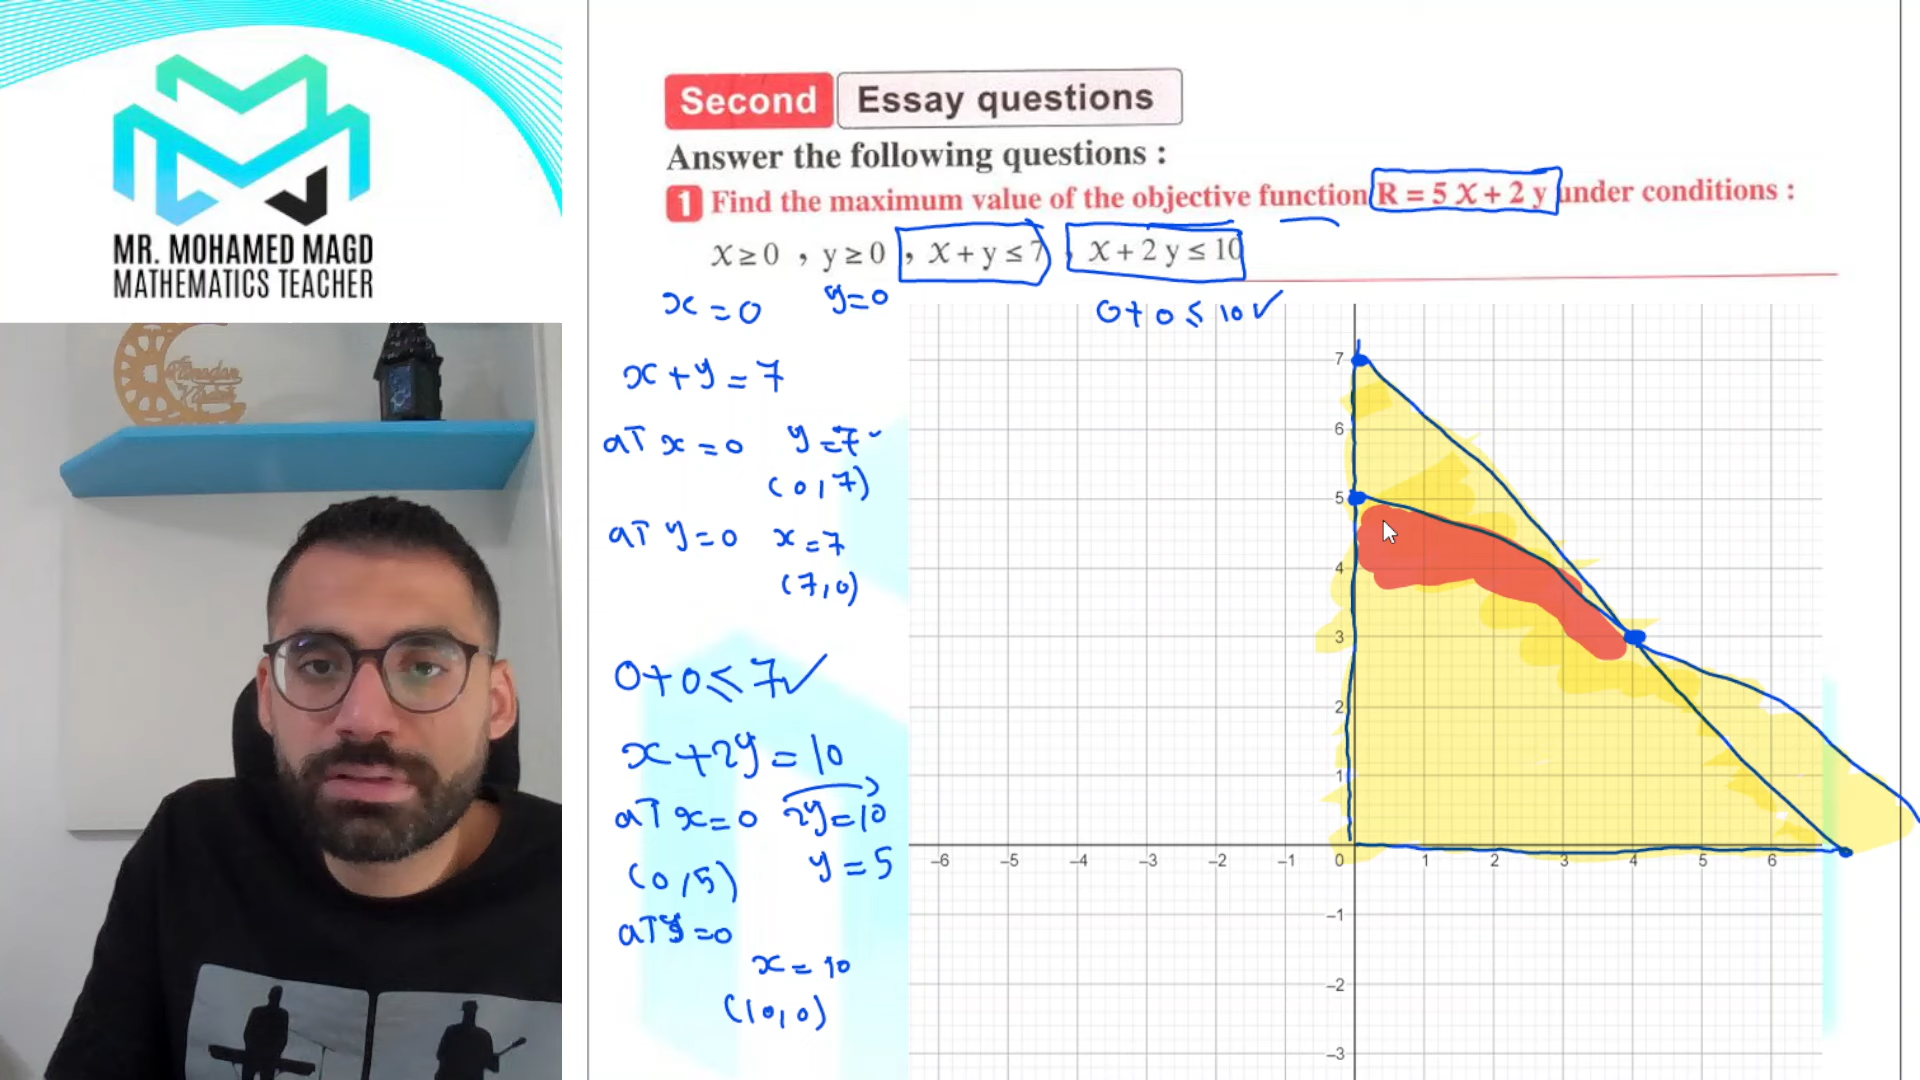 MR. MOHAMED MAGD
MATHEMATICS TEACHER
Second Essay questions
Answer the following questions :
1 Find the maximum value of the objective function R = 5 X + 2 y under conditions :
X ≥ 0 , y ≥ 0 , X + y ≤ 7 , X + 2 y ≤ 10
x = 0 y = 0
0 + 0 ≤ 10 ✓
x + y = 7
aT x = 0 y = 7
(0,7)
aT y = 0 x = 7
(7,0)
0 + 0 ≤ 7 ✓
x + 2y = 10
aT x = 0 2y = 10
(0,5) y = 5
aT y = 0
x = 10
(10,0)
7
6
5
4
3
2
1
–6 –5 –4 –3 –2 –1 0 1 2 3 4 5 6
–1
–2
–3
Ramadan